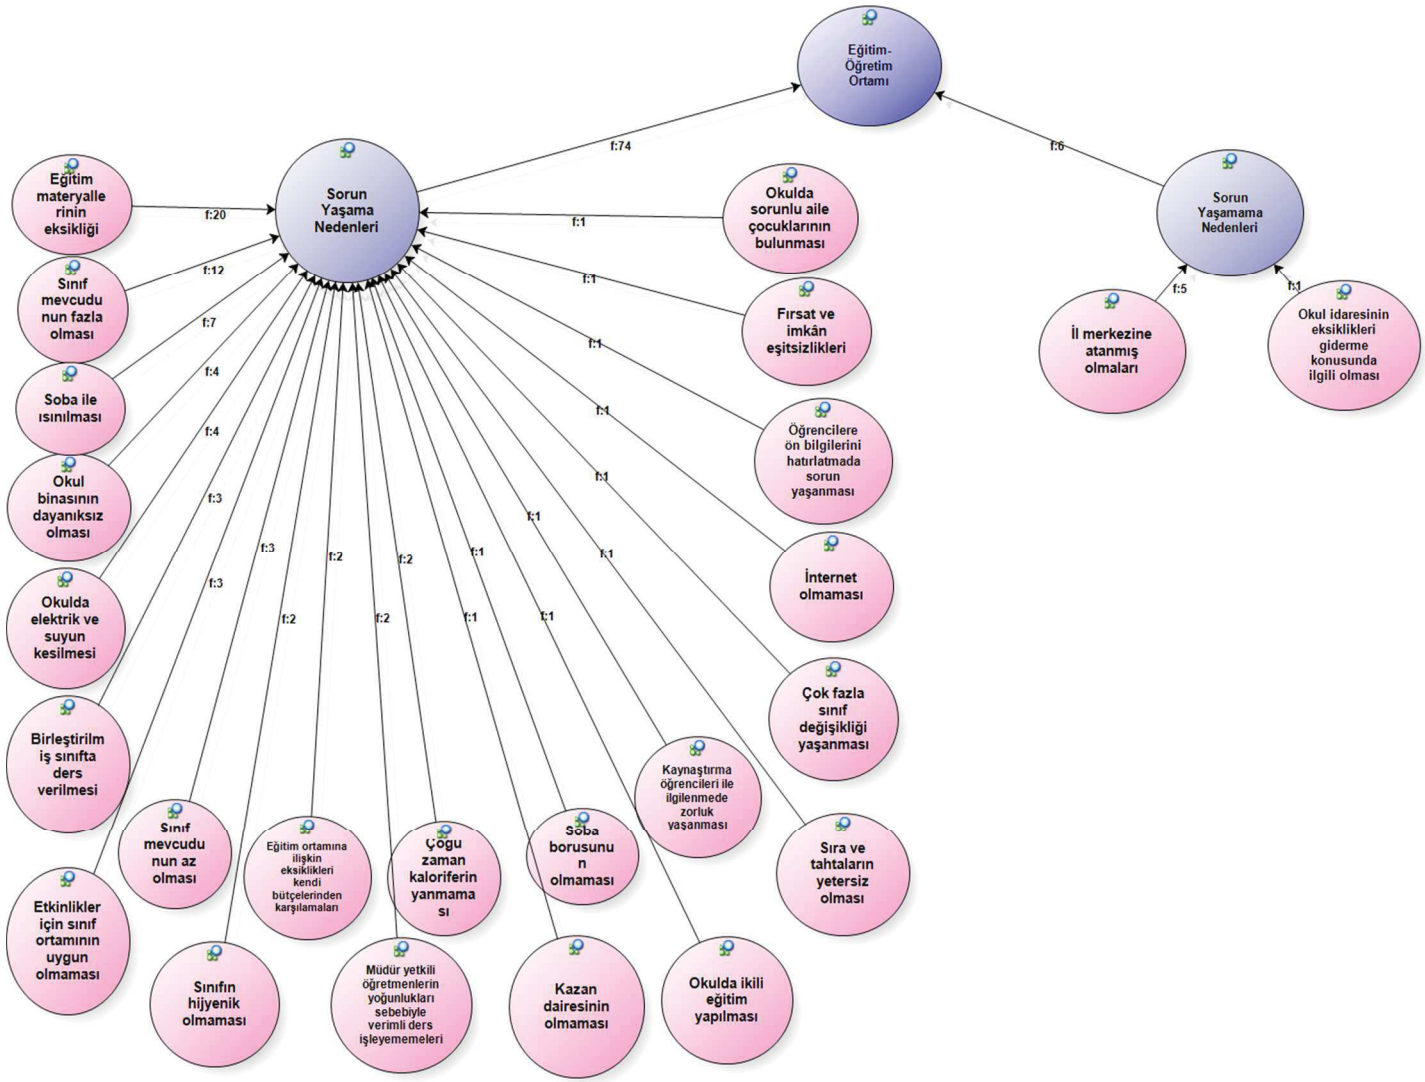 Eğitim-
Öğretim
Ortamı
f:74
f:6
Sorun
Yaşama
Nedenleri
Sorun
Yaşamama
Nedenleri
Eğitim
materyalle
rinin
eksikliği
f:20
Okulda
sorunlu aile
çocuklarının
bulunması
f:1
Sınıf
mevcudu
nun fazla
olması
f:12
Fırsat ve
imkân
eşitsizlikleri
f:1
İl merkezine
atanmış
olmaları
f:5
Okul idaresinin
eksiklikleri
giderme
konusunda
ilgili olması
f:1
Soba ile
ısınılması
f:7
Öğrencilere
ön bilgilerini
hatırlatmada
sorun
yaşanması
f:1
Okul
binasının
dayanıksız
olması
f:4
İnternet
olmaması
f:1
Okulda
elektrik ve
suyun
kesilmesi
f:4
Çok fazla
sınıf
değişikliği
yaşanması
f:1
Birleştirilm
iş sınıfta
ders
verilmesi
f:3
Kaynaştırma
öğrencileri ile
ilgilenmede
zorluk
yaşanması
f:1
Sınıf
mevcudu
nun az
olması
f:3
Eğitim ortamına
ilişkin
eksiklikleri
kendi
bütçelerinden
karşılamaları
f:2
Çoğu
zaman
kaloriferin
yanmama
sı
f:2
Soba
borusunu
n
olmaması
f:1
Sıra ve
tahtaların
yetersiz
olması
f:1
Etkinlikler
için sınıf
ortamının
uygun
olmaması
f:3
Sınıfın
hijyenik
olmaması
f:2
Müdür yetkili
öğretmenlerin
yoğunlukları
sebebiyle
verimli ders
işleyememeleri
f:2
Kazan
dairesinin
olmaması
f:1
Okulda ikili
eğitim
yapılması
f:1